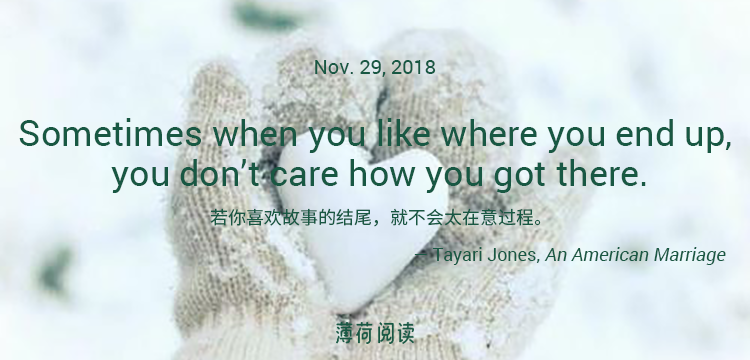 Nov. 29, 2018
Sometimes when you like where you end up,
you don’t care how you got there.
若你喜欢故事的结尾，就不会太在意过程。
— Tayari Jones, An American Marriage
薄荷阅读